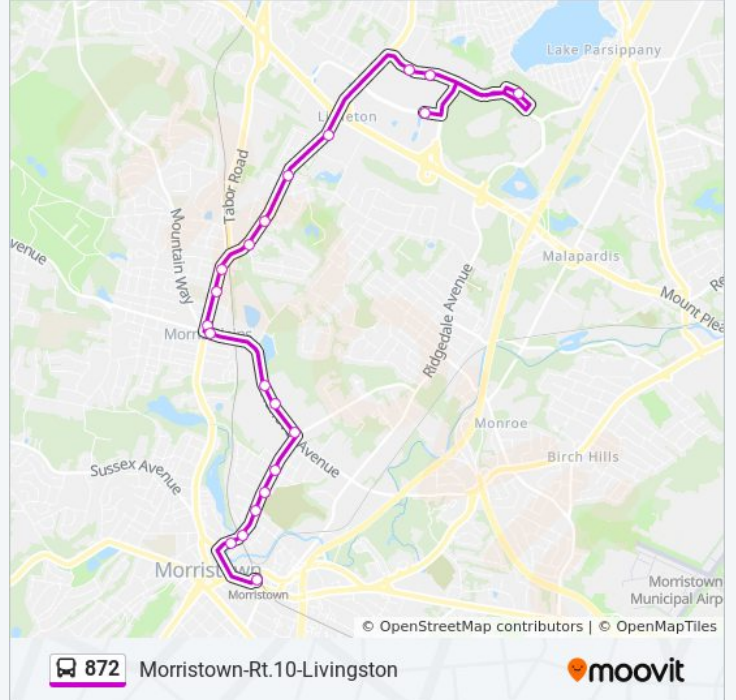 Lake Parsippany
Tabor Road
venue
Mountain Way
Malapardis
Ridgedale Avenue
Mount Plea
Monroe
Sussex Avenue
Avenue
Birch Hills
Morristown
Morristown
Morristown
Municipal Airp
© OpenStreetMap contributors | © OpenMapTiles
872 Morristown-Rt.10-Livingston
moovit